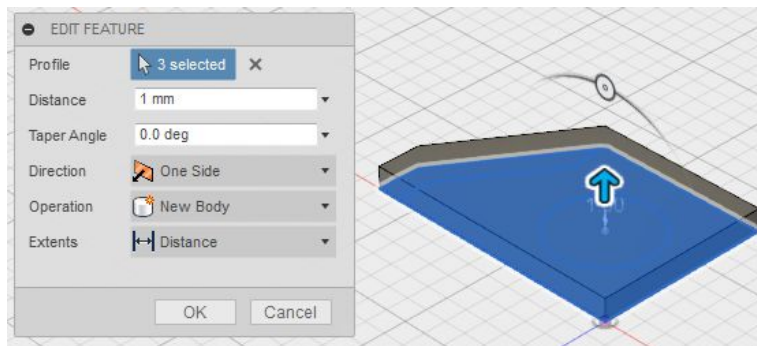 EDIT FEATURE
Profile 3 selected
Distance 1 mm
Taper Angle 0.0 deg
Direction One Side
Operation New Body
Extents Distance
OK Cancel